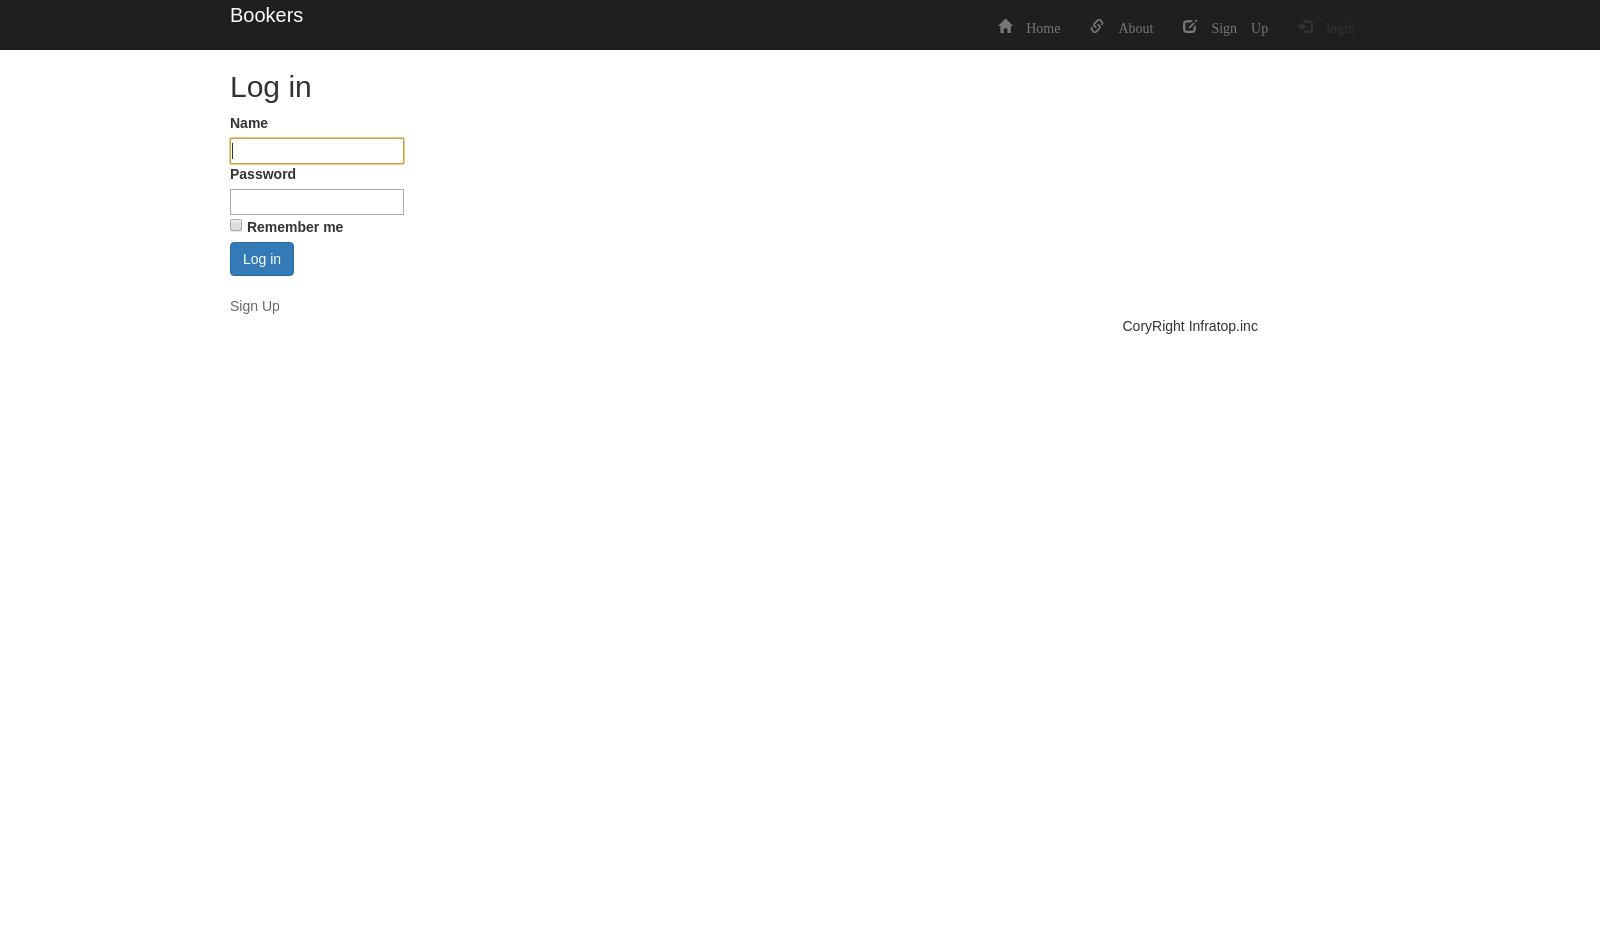 Bookers
Home About Sign Up login
Log in
Name
Password
Remember me
Log in
Sign Up
CoryRight Infratop.inc